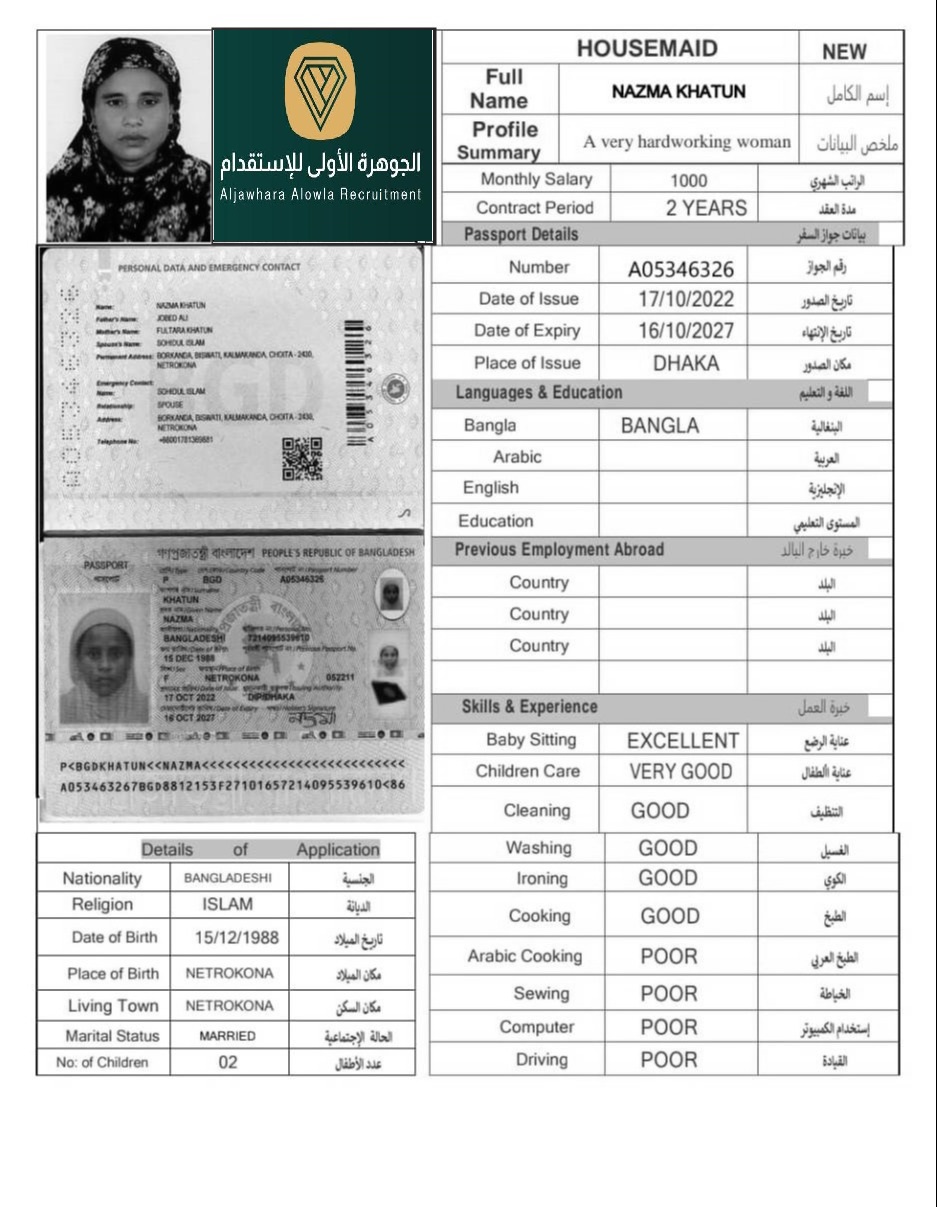 الجوهرة الأولى للإستقدام
Aljawhara Alowla Recruitment
HOUSEMAID NEW
Full Name NAZMA KHATUN إسم الكامل
Profile Summary A very hardworking woman ملخص البيانات
Monthly Salary 1000 الراتب الشهري
Contract Period 2 YEARS مدة العقد
Passport Details بيانات جواز السفر
Number A05346326 رقم الجواز
Date of Issue 17/10/2022 تاريخ الصدور
Date of Expiry 16/10/2027 تاريخ الإنتهاء
Place of Issue DHAKA مكان الصدور
Languages & Education اللغة و التعليم
Bangla BANGLA البنغالية
Arabic العربية
English الإنجليزية
Education المستوى التعليمي
Previous Employment Abroad خبرة خارج البالد
Country البلد
Country البلد
Country البلد
Skills & Experience خبرة العمل
Baby Sitting EXCELLENT عناية الرضع
Children Care VERY GOOD عناية األطفال
Cleaning GOOD التنظيف
Washing GOOD الغسيل
Ironing GOOD الكوي
Cooking GOOD الطبخ
Arabic Cooking POOR الطبخ العربي
Sewing POOR الخياطة
Computer POOR إستخدام الكمبيوتر
Driving POOR القيادة
PERSONAL DATA AND EMERGENCY CONTACT
Name: NAZMA KHATUN
Father's Name: JOBED ALI
Mother's Name: FULTARA KHATUN
Spouse's Name: SOHIDUL ISLAM
Permanent Address: BORKANDA, BISWATI, KALMAKANDA, CHOITA - 2430,
NETROKONA
Emergency Contact:
Name: SOHIDUL ISLAM
Relationship: SPOUSE
Address: BORKANDA, BISWATI, KALMAKANDA, CHOITA - 2430,
NETROKONA
Telephone No:
A05346326
গণপ্রজাতন্ত্রী বাংলাদেশ PEOPLE'S REPUBLIC OF BANGLADESH
PASSPORT
পাসপোর্ট
P BGD A05346326
KHATUN
NAZMA
BANGLADESHI 7214095539610
15 DEC 1988
F NETROKONA 052211
17 OCT 2022 DIP/DHAKA
16 OCT 2027 নাজমা
P<BGDKHATUN<<NAZMA<<<<<<<<<<<<<<<<<<<<<<<<<<
A053463267BGD8812153F27101657214095539610<86
Details of Application
Nationality BANGLADESHI الجنسية
Religion ISLAM الديانة
Date of Birth 15/12/1988 تاريخ الميلاد
Place of Birth NETROKONA مكان الميلاد
Living Town NETROKONA مكان السكن
Marital Status MARRIED الحالة الإجتماعية
No: of Children 02 عدد الأطفال